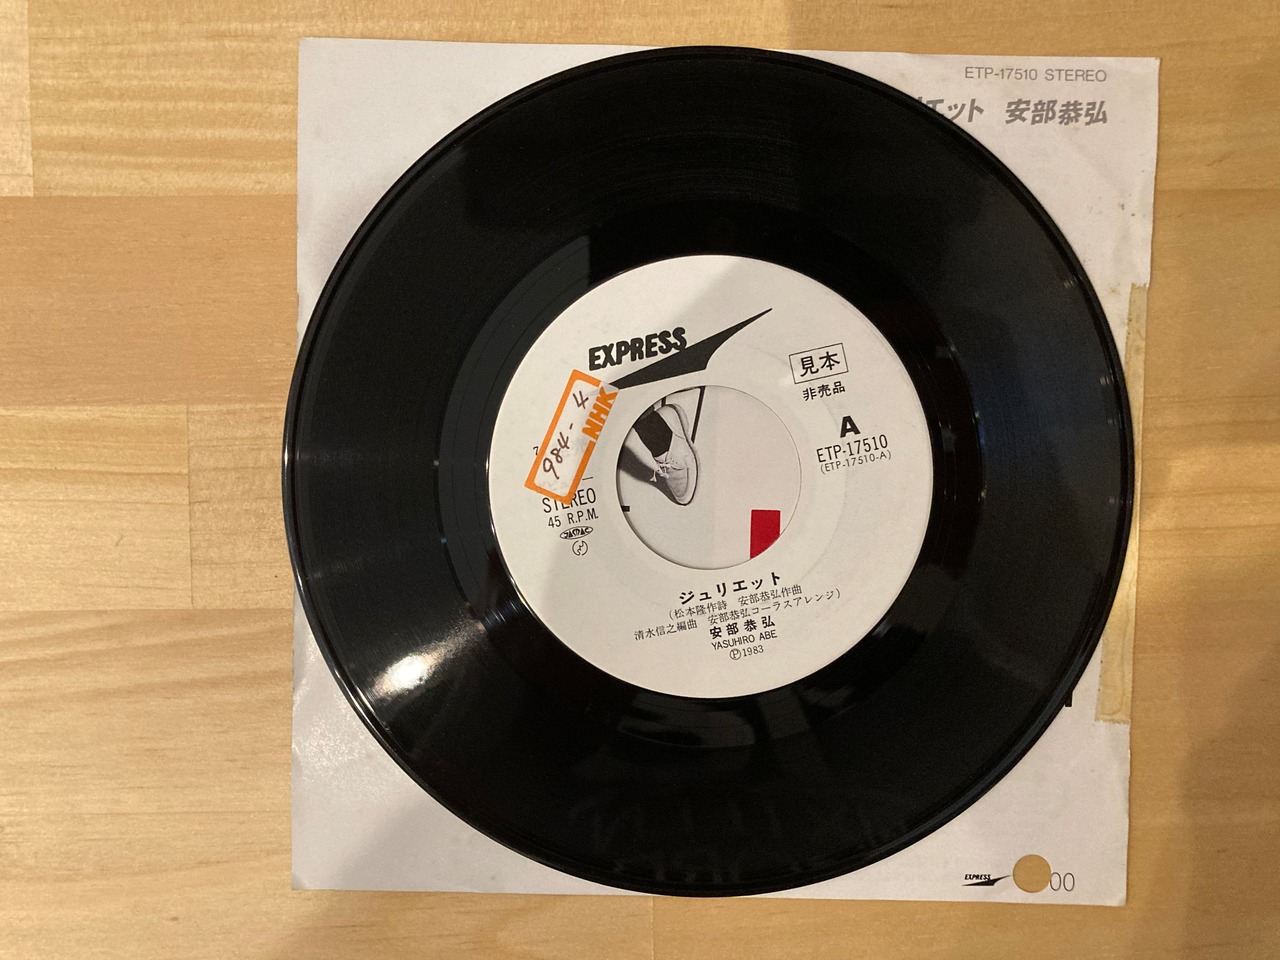 ETP-17510 STEREO
エット 安部恭弘
EXPRESS
見本
非売品
NHK
984-4
A
ETP-17510
(ETP-17510-A)
7
STEREO
45 R.P.M.
JASRAC
ジュリエット
(松本隆作詩 安部恭弘作曲
清水信之編曲 安部恭弘コーラスアレンジ)
安部恭弘
YASUHIRO ABE
Ⓟ1983
EXPRESS
00